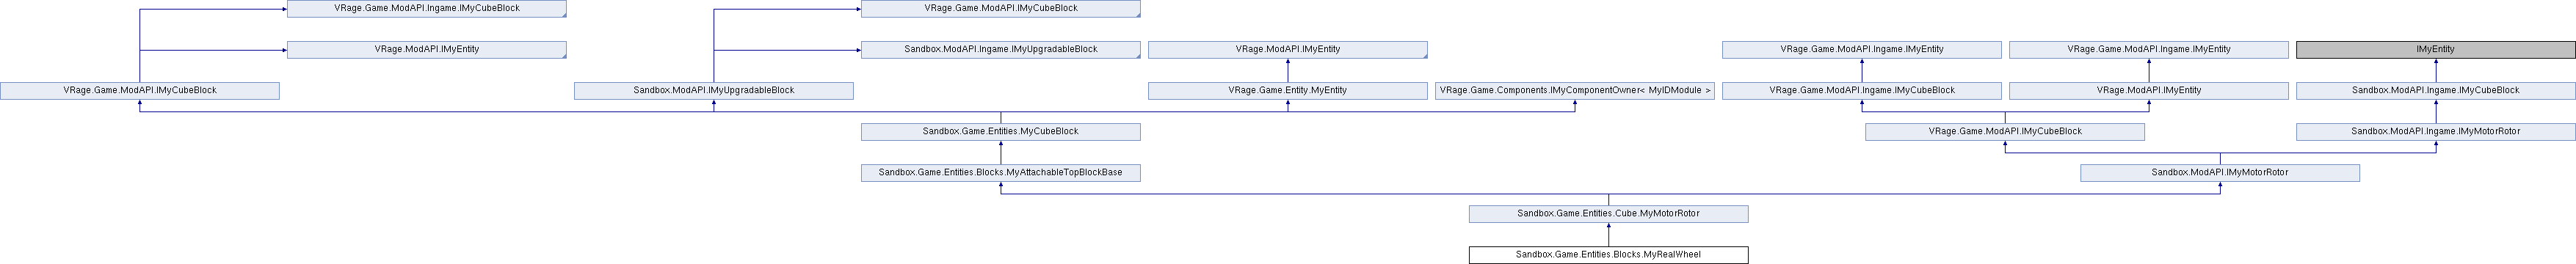 VRage.Game.ModAPI.Ingame.IMyCubeBlock
VRage.Game.ModAPI.IMyCubeBlock
VRage.ModAPI.IMyEntity
Sandbox.ModAPI.Ingame.IMyUpgradableBlock
VRage.ModAPI.IMyEntity
VRage.Game.ModAPI.Ingame.IMyEntity
VRage.Game.ModAPI.Ingame.IMyEntity
IMyEntity
VRage.Game.ModAPI.IMyCubeBlock
Sandbox.ModAPI.IMyUpgradableBlock
VRage.Game.Entity.MyEntity
VRage.Game.Components.IMyComponentOwner< MyIDModule >
VRage.Game.ModAPI.Ingame.IMyCubeBlock
VRage.ModAPI.IMyEntity
Sandbox.ModAPI.Ingame.IMyCubeBlock
Sandbox.Game.Entities.MyCubeBlock
VRage.Game.ModAPI.IMyCubeBlock
Sandbox.ModAPI.Ingame.IMyMotorRotor
Sandbox.Game.Entities.Blocks.MyAttachableTopBlockBase
Sandbox.ModAPI.IMyMotorRotor
Sandbox.Game.Entities.Cube.MyMotorRotor
Sandbox.Game.Entities.Blocks.MyRealWheel